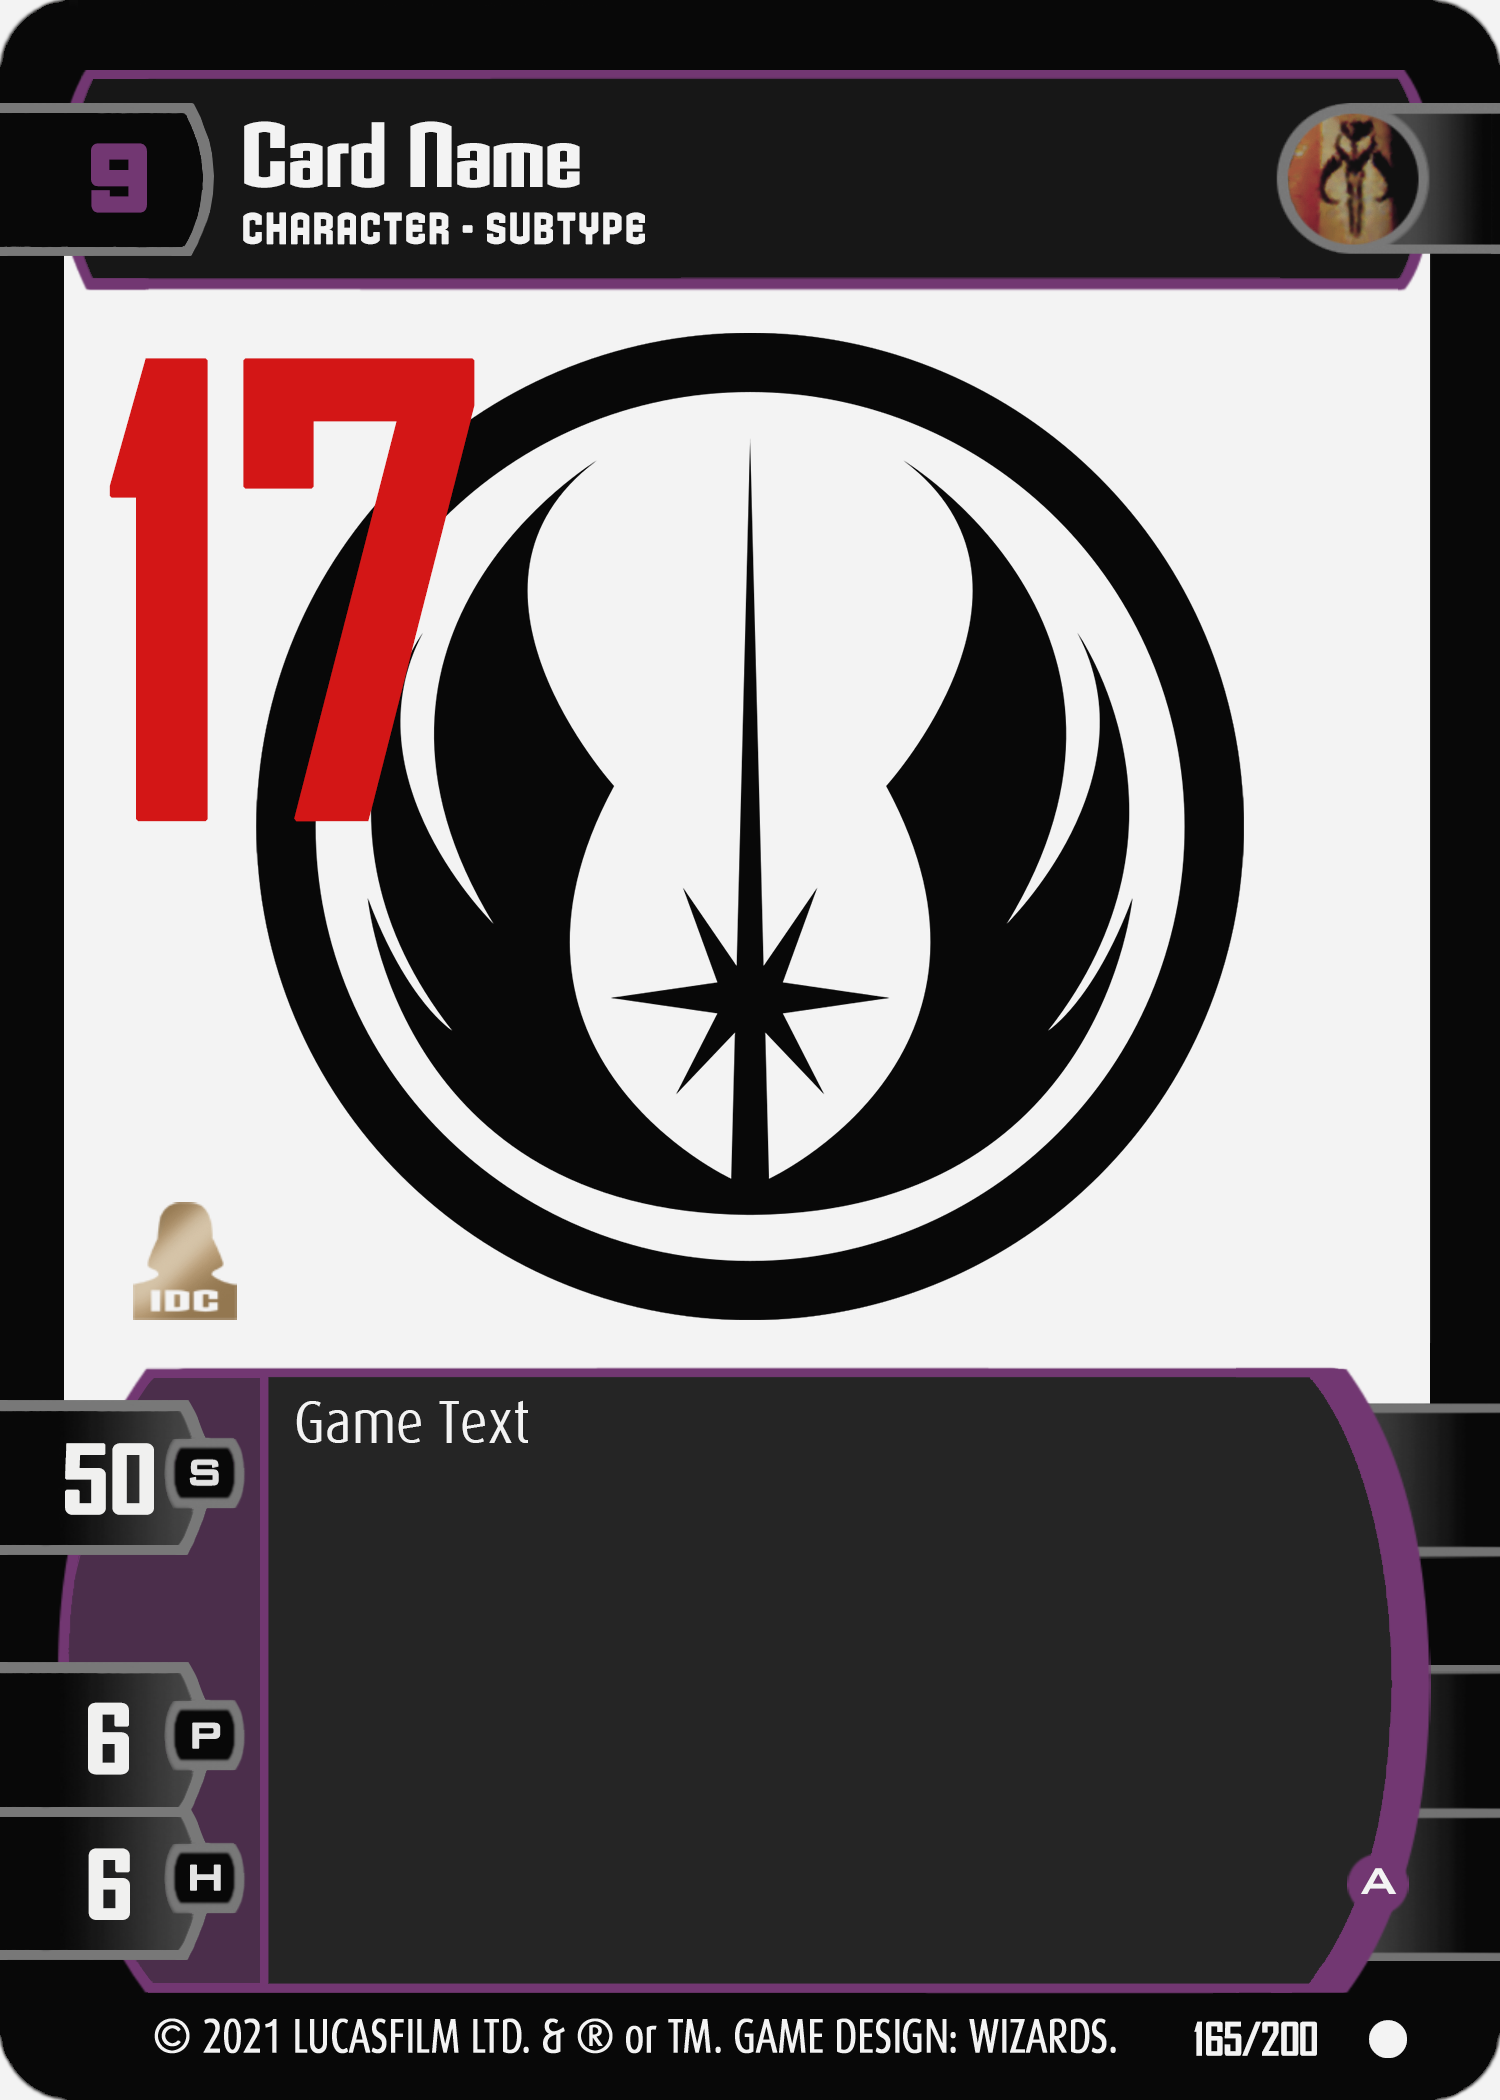 9
Card Name
CHARACTER - SUBTYPE
17
IDC
50 S
Game Text
6 P
6 H
A
© 2021 LUCASFILM LTD. & ® or TM. GAME DESIGN: WIZARDS.
165/200